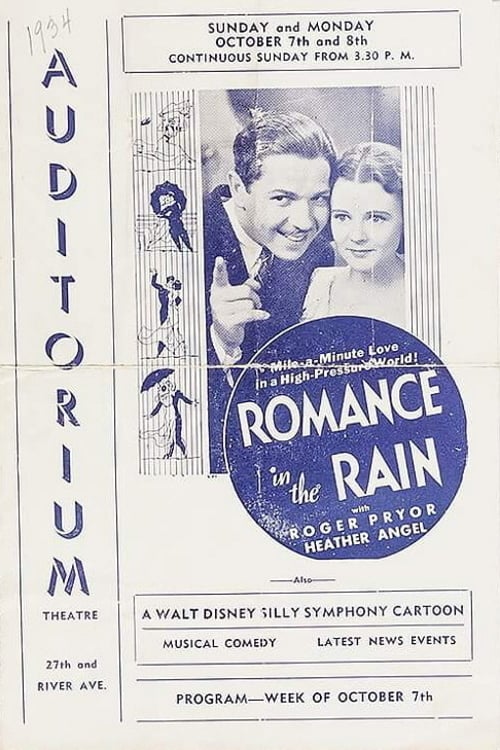 1934
AUDITORIUM
THEATRE
27th and
RIVER AVE.
SUNDAY and MONDAY
OCTOBER 7th and 8th
CONTINUOUS SUNDAY FROM 3.30 P. M.
Mile-a-Minute Love
in a High-Pressure World!
ROMANCE
in the RAIN
with
ROGER PRYOR
HEATHER ANGEL
Also
A WALT DISNEY SILLY SYMPHONY CARTOON
MUSICAL COMEDY LATEST NEWS EVENTS
PROGRAM—WEEK OF OCTOBER 7th